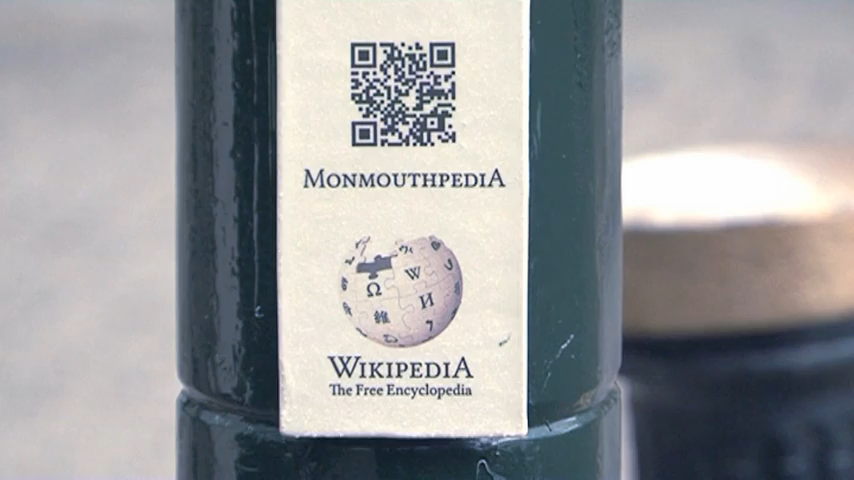 MONMOUTHPEDIA
Ω W И
WIKIPEDIA
The Free Encyclopedia